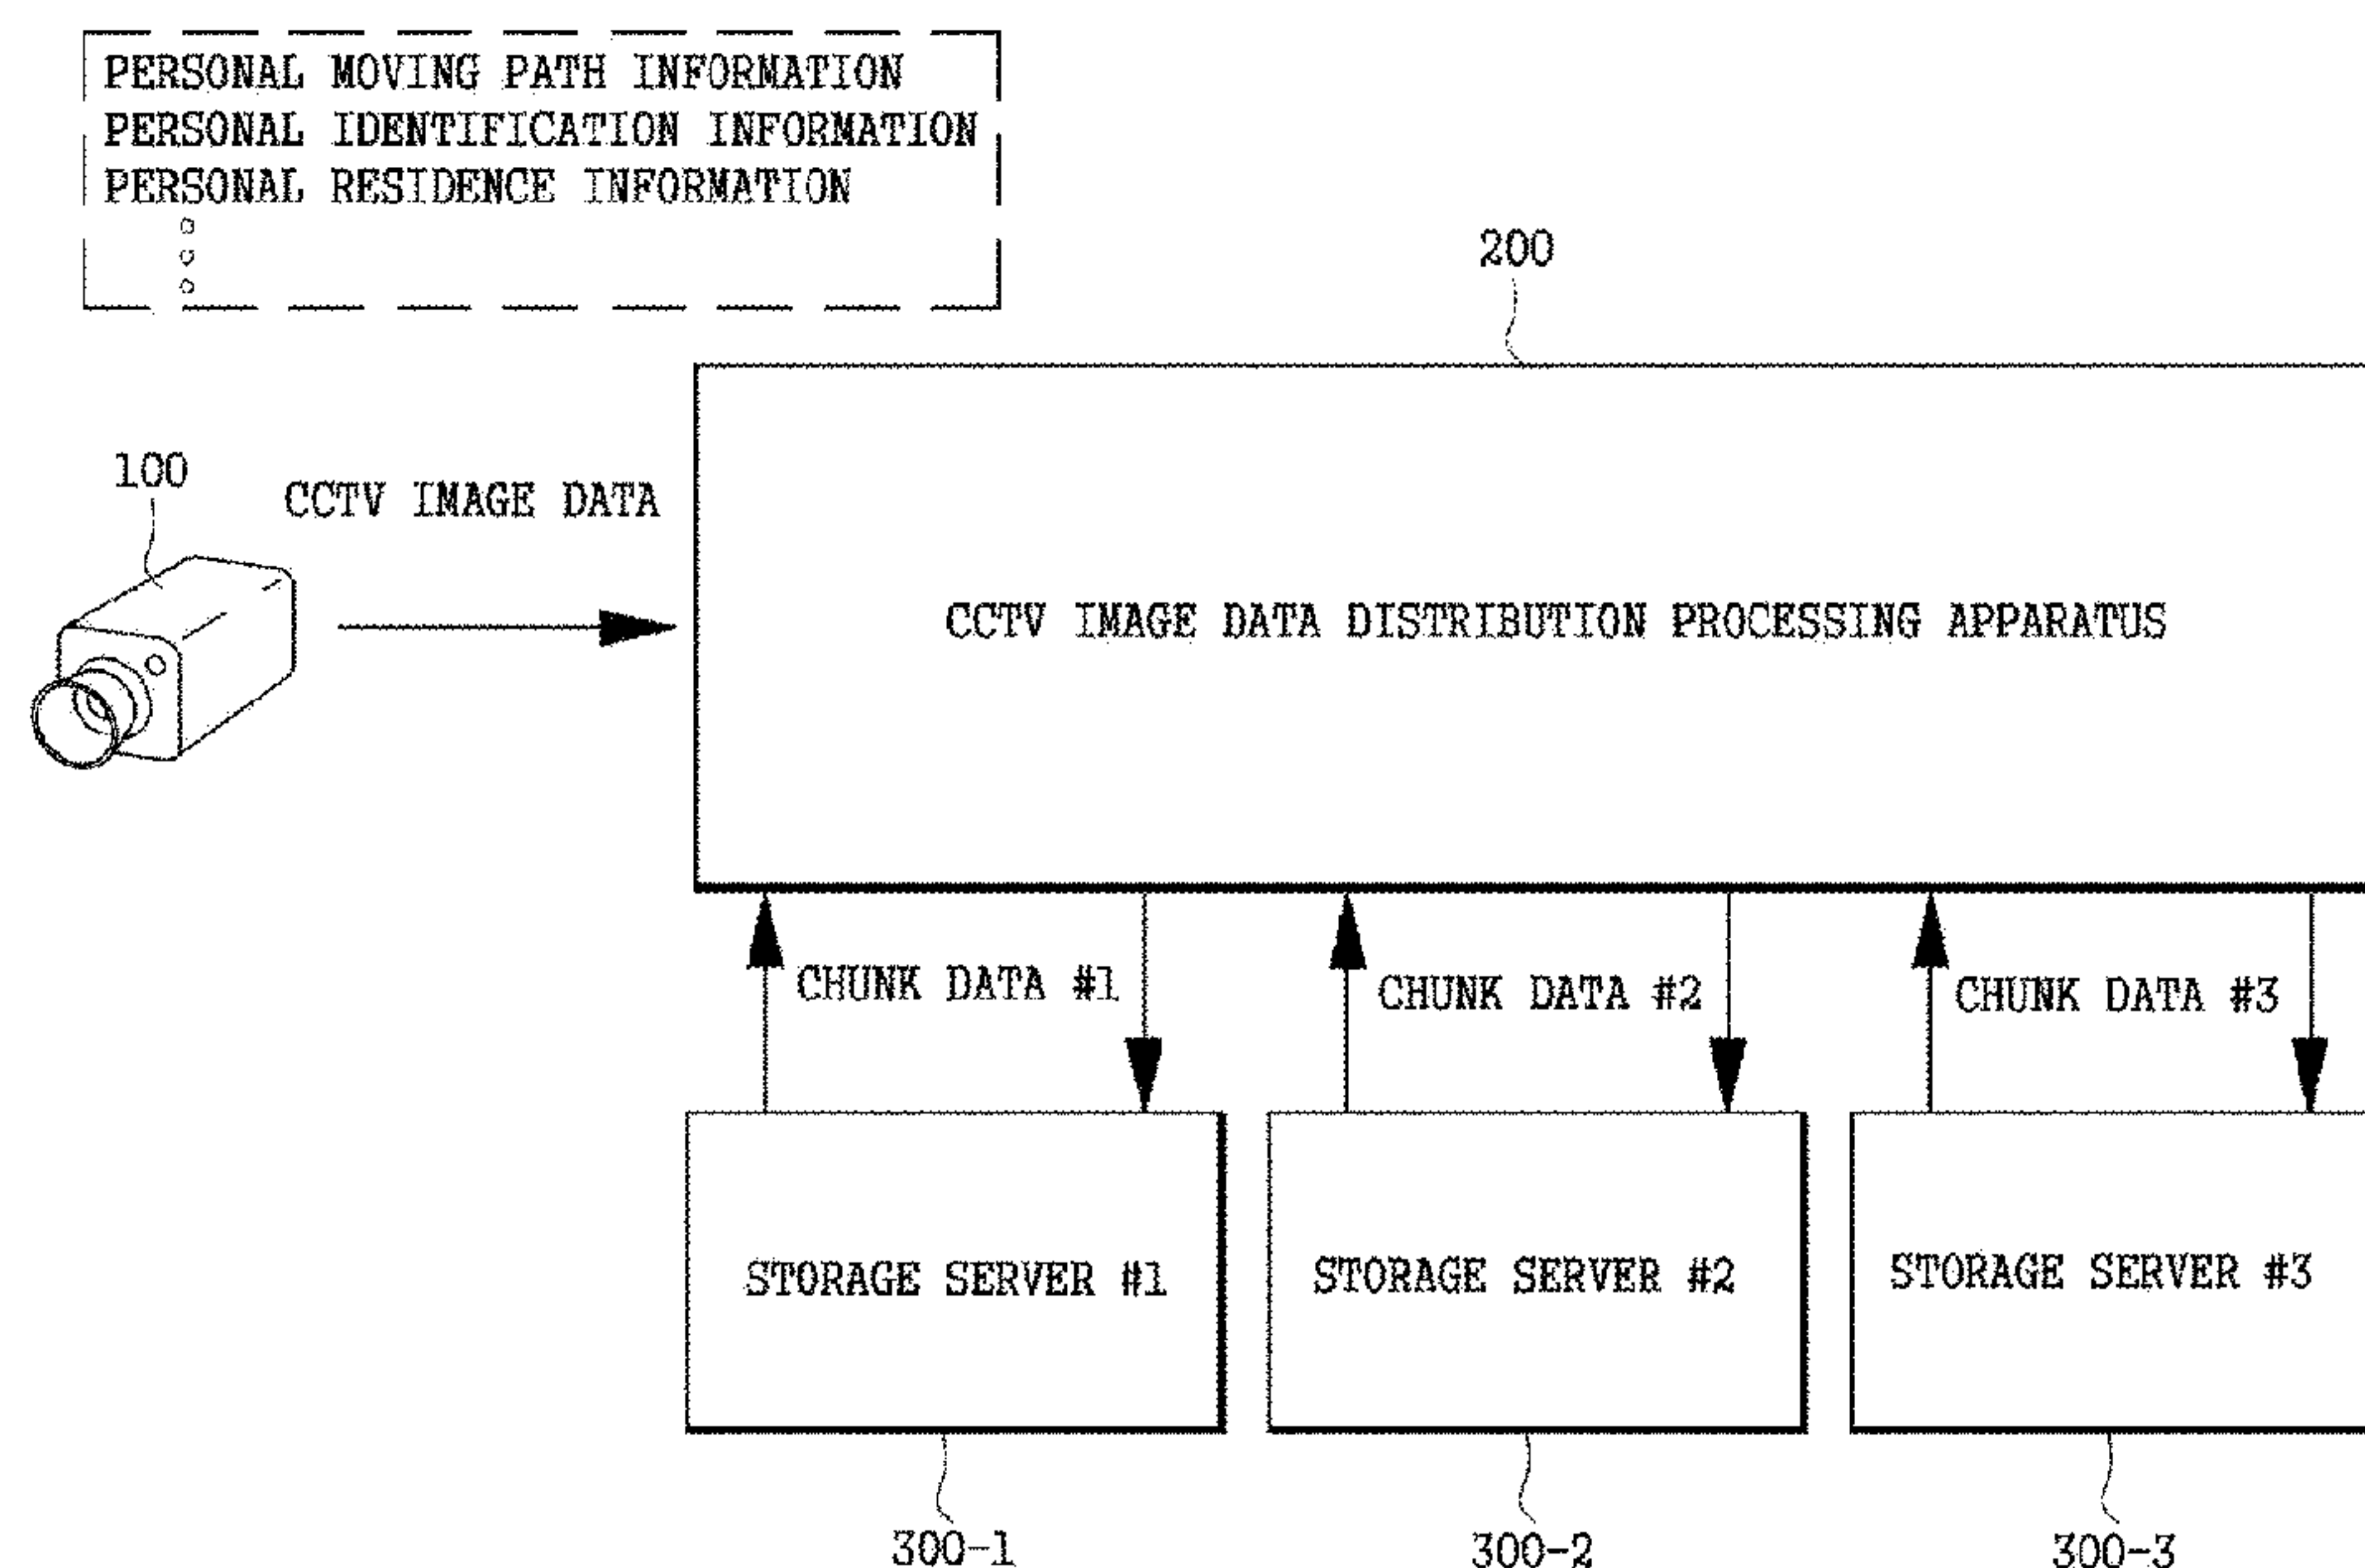 PERSONAL MOVING PATH INFORMATION
PERSONAL IDENTIFICATION INFORMATION
PERSONAL RESIDENCE INFORMATION
200
100
CCTV IMAGE DATA
CCTV IMAGE DATA DISTRIBUTION PROCESSING APPARATUS
CHUNK DATA #1
CHUNK DATA #2
CHUNK DATA #3
STORAGE SERVER #1
STORAGE SERVER #2
STORAGE SERVER #3
300-1
300-2
300-3